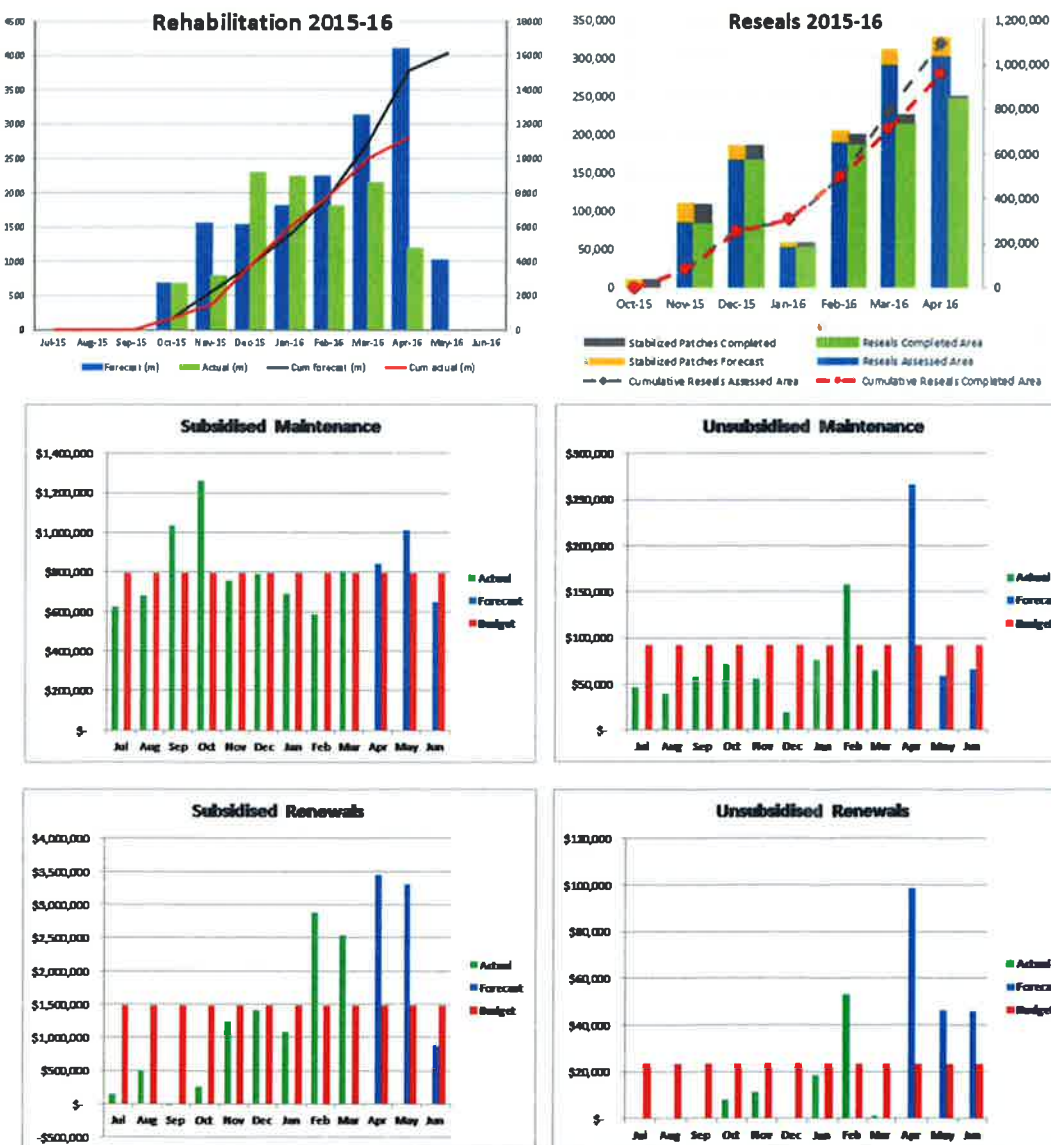 Rehabilitation 2015-16
4500
4000
3500
3000
2500
2000
1500
1000
500
0
18000
16000
14000
12000
10000
8000
6000
4000
2000
0
Jul-15 Aug-15 Sep-15 Oct-15 Nov-15 Dec-15 Jan-16 Feb-16 Mar-16 Apr-16 May-16 Jun-16
Forecast (m) Actual (m) Cum forecast (m) Cum actual (m)
Reseals 2015-16
350,000
300,000
250,000
200,000
150,000
100,000
50,000
0
1,200,000
1,000,000
800,000
600,000
400,000
200,000
0
Oct-15 Nov-15 Dec-15 Jan-16 Feb-16 Mar-16 Apr 16
Stabilized Patches Completed Reseals Completed Area
Stabilized Patches Forecast Reseals Assessed Area
Cumulative Reseals Assessed Area Cumulative Reseals Completed Area
Subsidised Maintenance
$1,400,000
$1,200,000
$1,000,000
$800,000
$600,000
$400,000
$200,000
$-
Jul Aug Sep Oct Nov Dec Jan Feb Mar Apr May Jun
Actual
Forecast
Budget
Unsubsidised Maintenance
$300,000
$250,000
$200,000
$150,000
$100,000
$50,000
$-
Jul Aug Sep Oct Nov Dec Jan Feb Mar Apr May Jun
Actual
Forecas
Budget
Subsidised Renewals
$4,000,000
$3,500,000
$3,000,000
$2,500,000
$2,000,000
$1,500,000
$1,000,000
$500,000
$-
-$500,000
Jul Aug Sep Oct Nov Dec Jan Feb Mar Apr May Jun
Actual
Forecast
Budget
Unsubsidised Renewals
$120,000
$100,000
$80,000
$60,000
$40,000
$20,000
$-
Jul Aug Sep Oct Nov Dec Jan Feb Mar Apr May Jun
Actual
Forecas
Budget